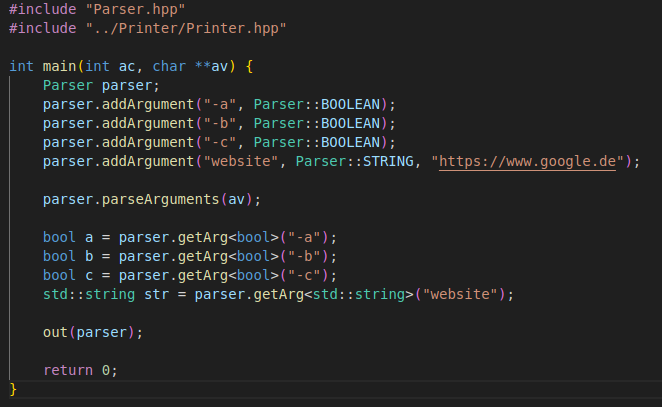 #include "Parser.hpp"
#include "../Printer/Printer.hpp"

int main(int ac, char **av) {
    Parser parser;
    parser.addArgument("-a", Parser::BOOLEAN);
    parser.addArgument("-b", Parser::BOOLEAN);
    parser.addArgument("-c", Parser::BOOLEAN);
    parser.addArgument("website", Parser::STRING, "https://www.google.de");

    parser.parseArguments(av);

    bool a = parser.getArg<bool>("-a");
    bool b = parser.getArg<bool>("-b");
    bool c = parser.getArg<bool>("-c");
    std::string str = parser.getArg<std::string>("website");

    out(parser);

    return 0;
}